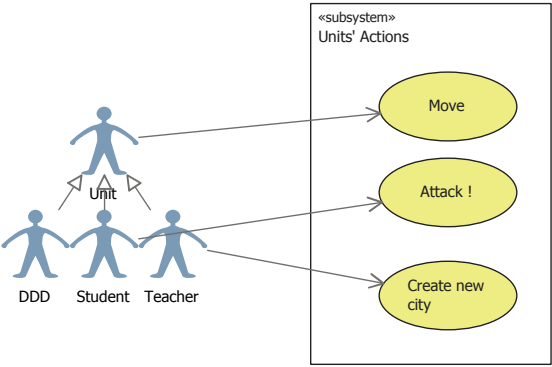 «subsystem»
Units' Actions
Move
Unit
Attack !
DDD
Student
Teacher
Create new
city